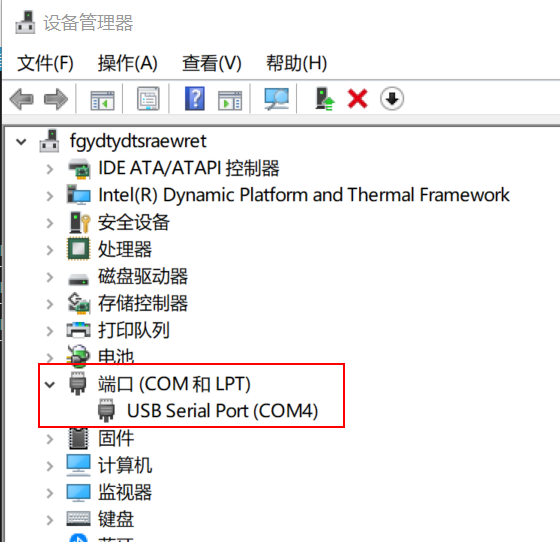 设备管理器
文件(F) 操作(A) 查看(V) 帮助(H)
fgydtydtsraewret
IDE ATA/ATAPI 控制器
Intel(R) Dynamic Platform and Thermal Framework
安全设备
处理器
磁盘驱动器
存储控制器
打印队列
电池
端口 (COM 和 LPT)
USB Serial Port (COM4)
固件
计算机
监视器
键盘
蓝牙